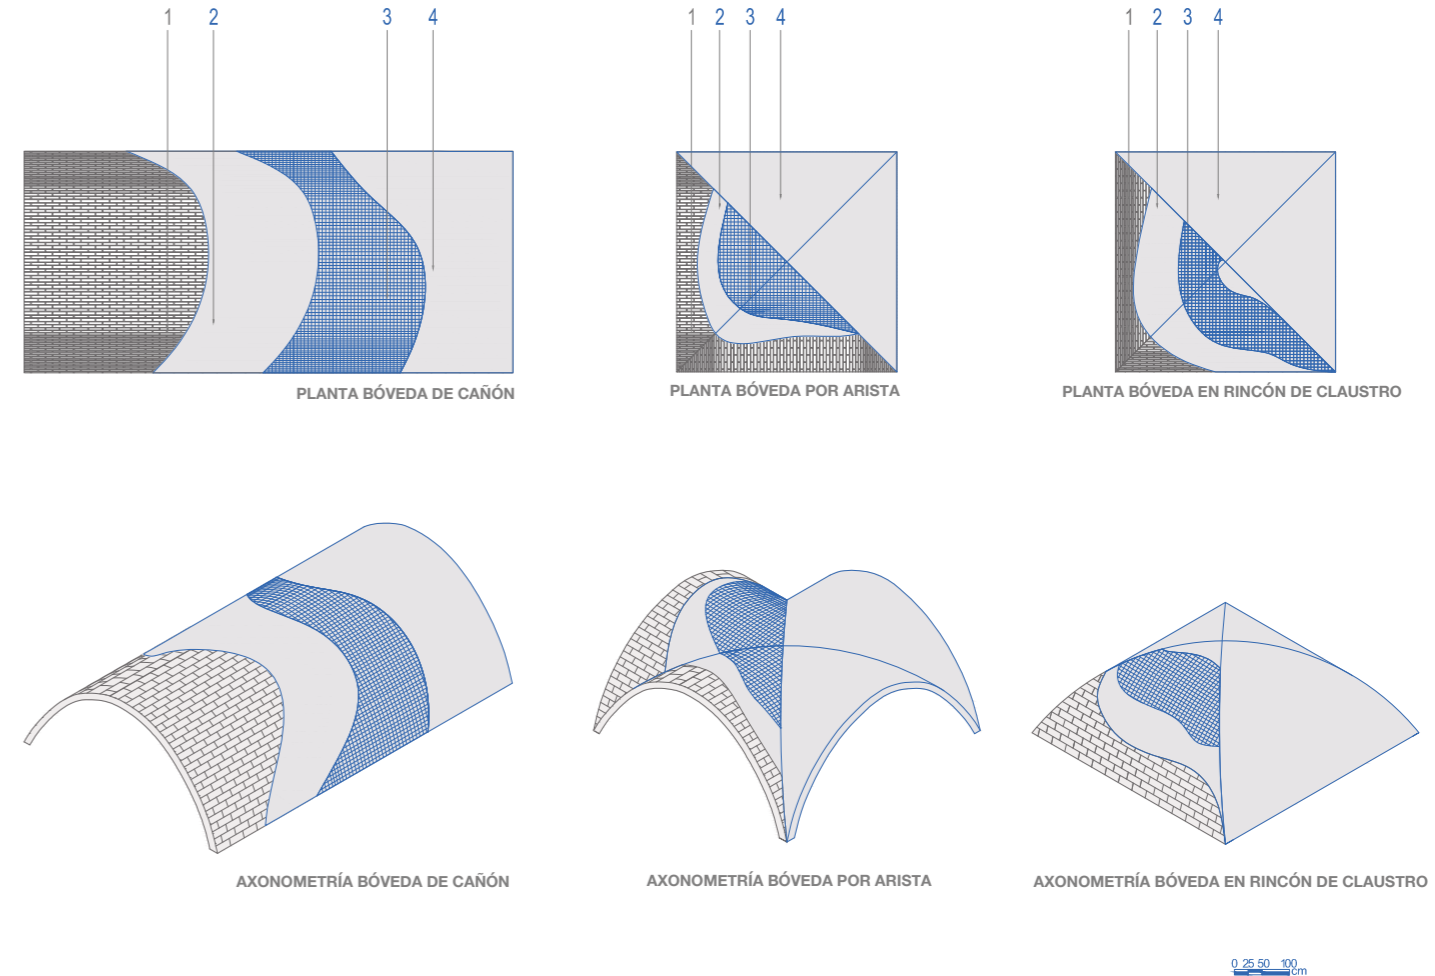 1 2 3 4
1 2 3 4
1 2 3 4
PLANTA BÓVEDA DE CAÑÓN
PLANTA BÓVEDA POR ARISTA
PLANTA BÓVEDA EN RINCÓN DE CLAUSTRO
AXONOMETRÍA BÓVEDA DE CAÑÓN
AXONOMETRÍA BÓVEDA POR ARISTA
AXONOMETRÍA BÓVEDA EN RINCÓN DE CLAUSTRO
0 25 50 100
cm